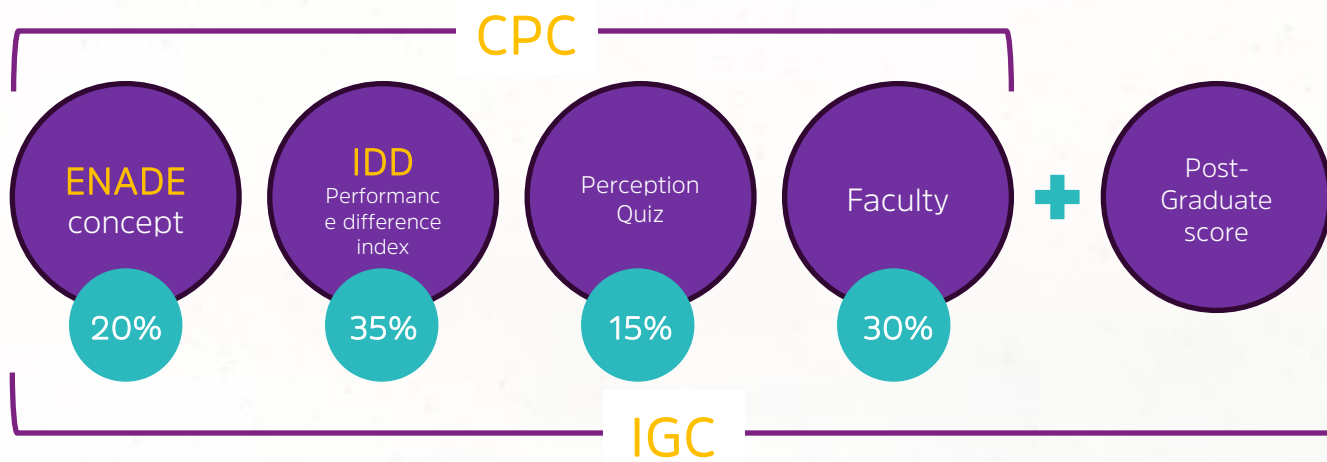 CPC
ENADE
concept
20%
IDD
Performanc
e difference
index
35%
Perception
Quiz
15%
Faculty
30%
Post-
Graduate
score
IGC